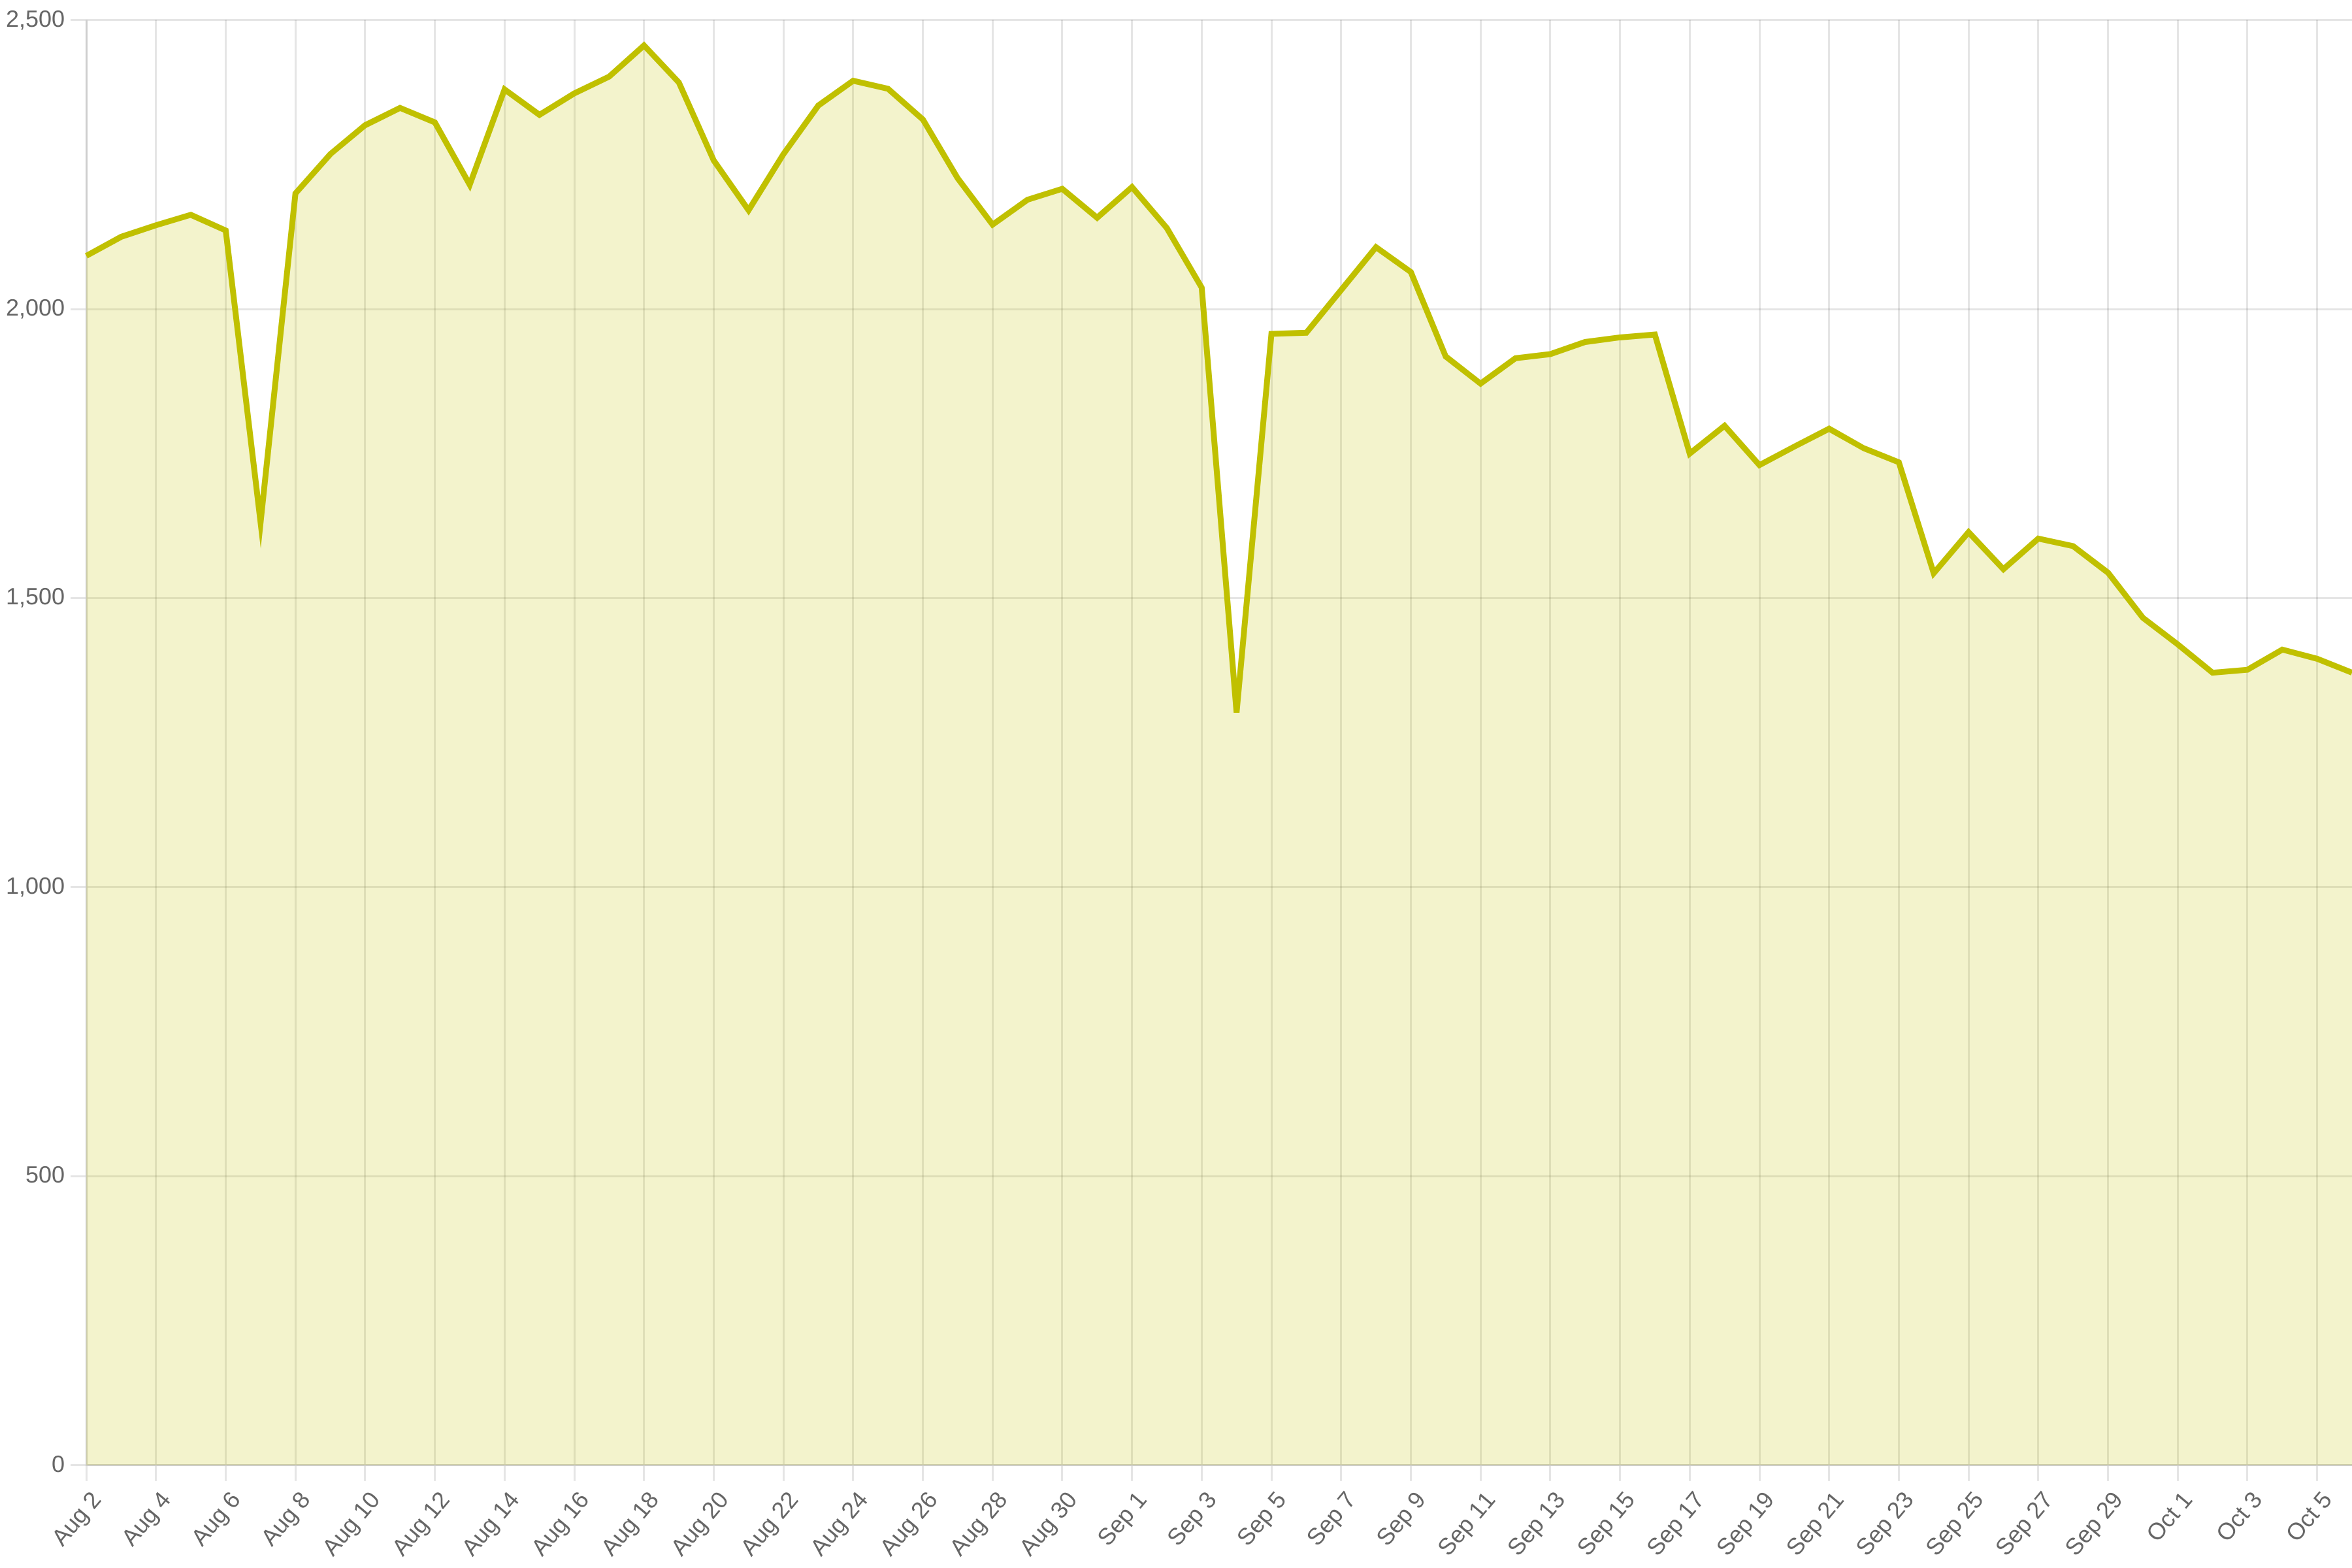 2,500
2,000
1,500
1,000
500
0
Aug 2
Aug 4
Aug 6
Aug 8
Aug 10
Aug 12
Aug 14
Aug 16
Aug 18
Aug 20
Aug 22
Aug 24
Aug 26
Aug 28
Aug 30
Sep 1
Sep 3
Sep 5
Sep 7
Sep 9
Sep 11
Sep 13
Sep 15
Sep 17
Sep 19
Sep 21
Sep 23
Sep 25
Sep 27
Sep 29
Oct 1
Oct 3
Oct 5